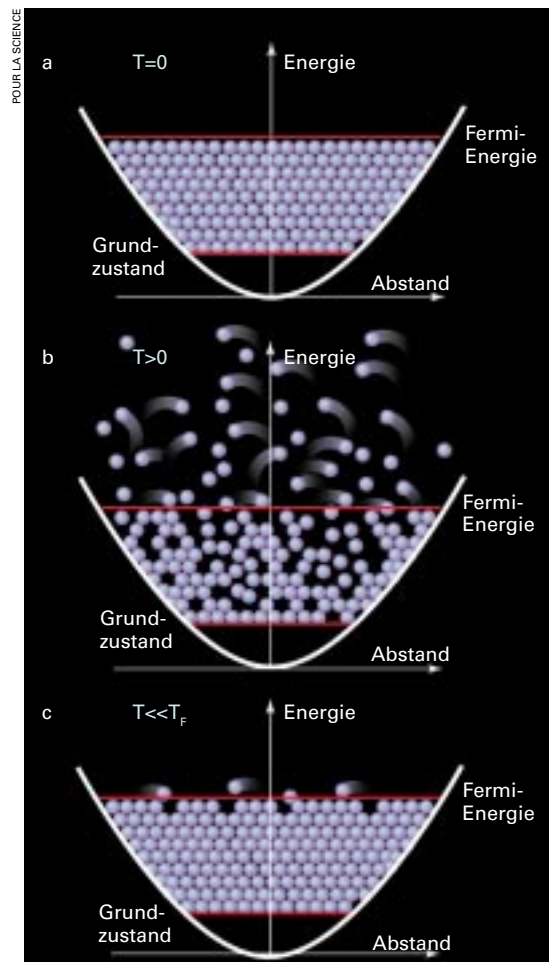 POUR LA SCIENCE
a T=0 Energie
Fermi-
Energie
Grund-
zustand
Abstand
b T>0 Energie
Fermi-
Energie
Grund-
zustand
Abstand
c T<<T_F Energie
Fermi-
Energie
Grund-
zustand
Abstand